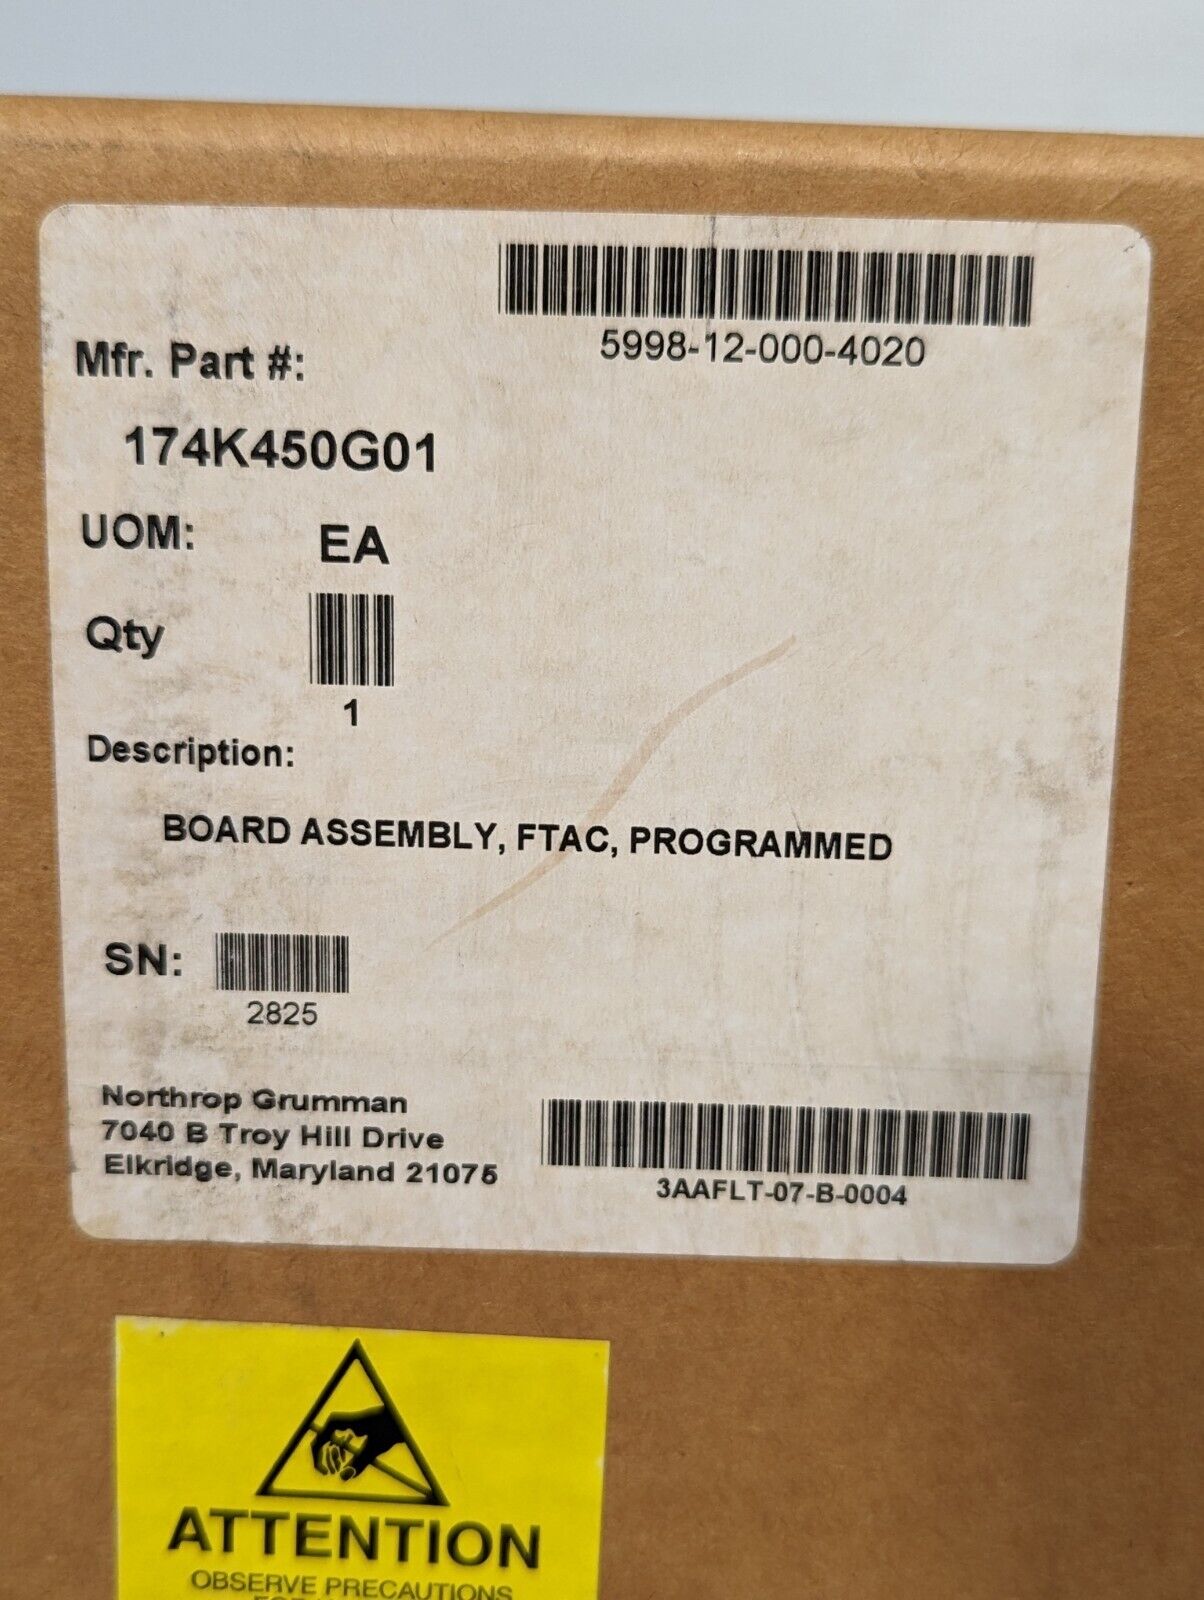 5998-12-000-4020
Mfr. Part #:
174K450G01
UOM: EA
Qty
1
Description:
BOARD ASSEMBLY, FTAC, PROGRAMMED
SN:
2825
Northrop Grumman
7040 B Troy Hill Drive
Elkridge, Maryland 21075
3AAFLT-07-B-0004
ATTENTION
OBSERVE PRECAUTIONS